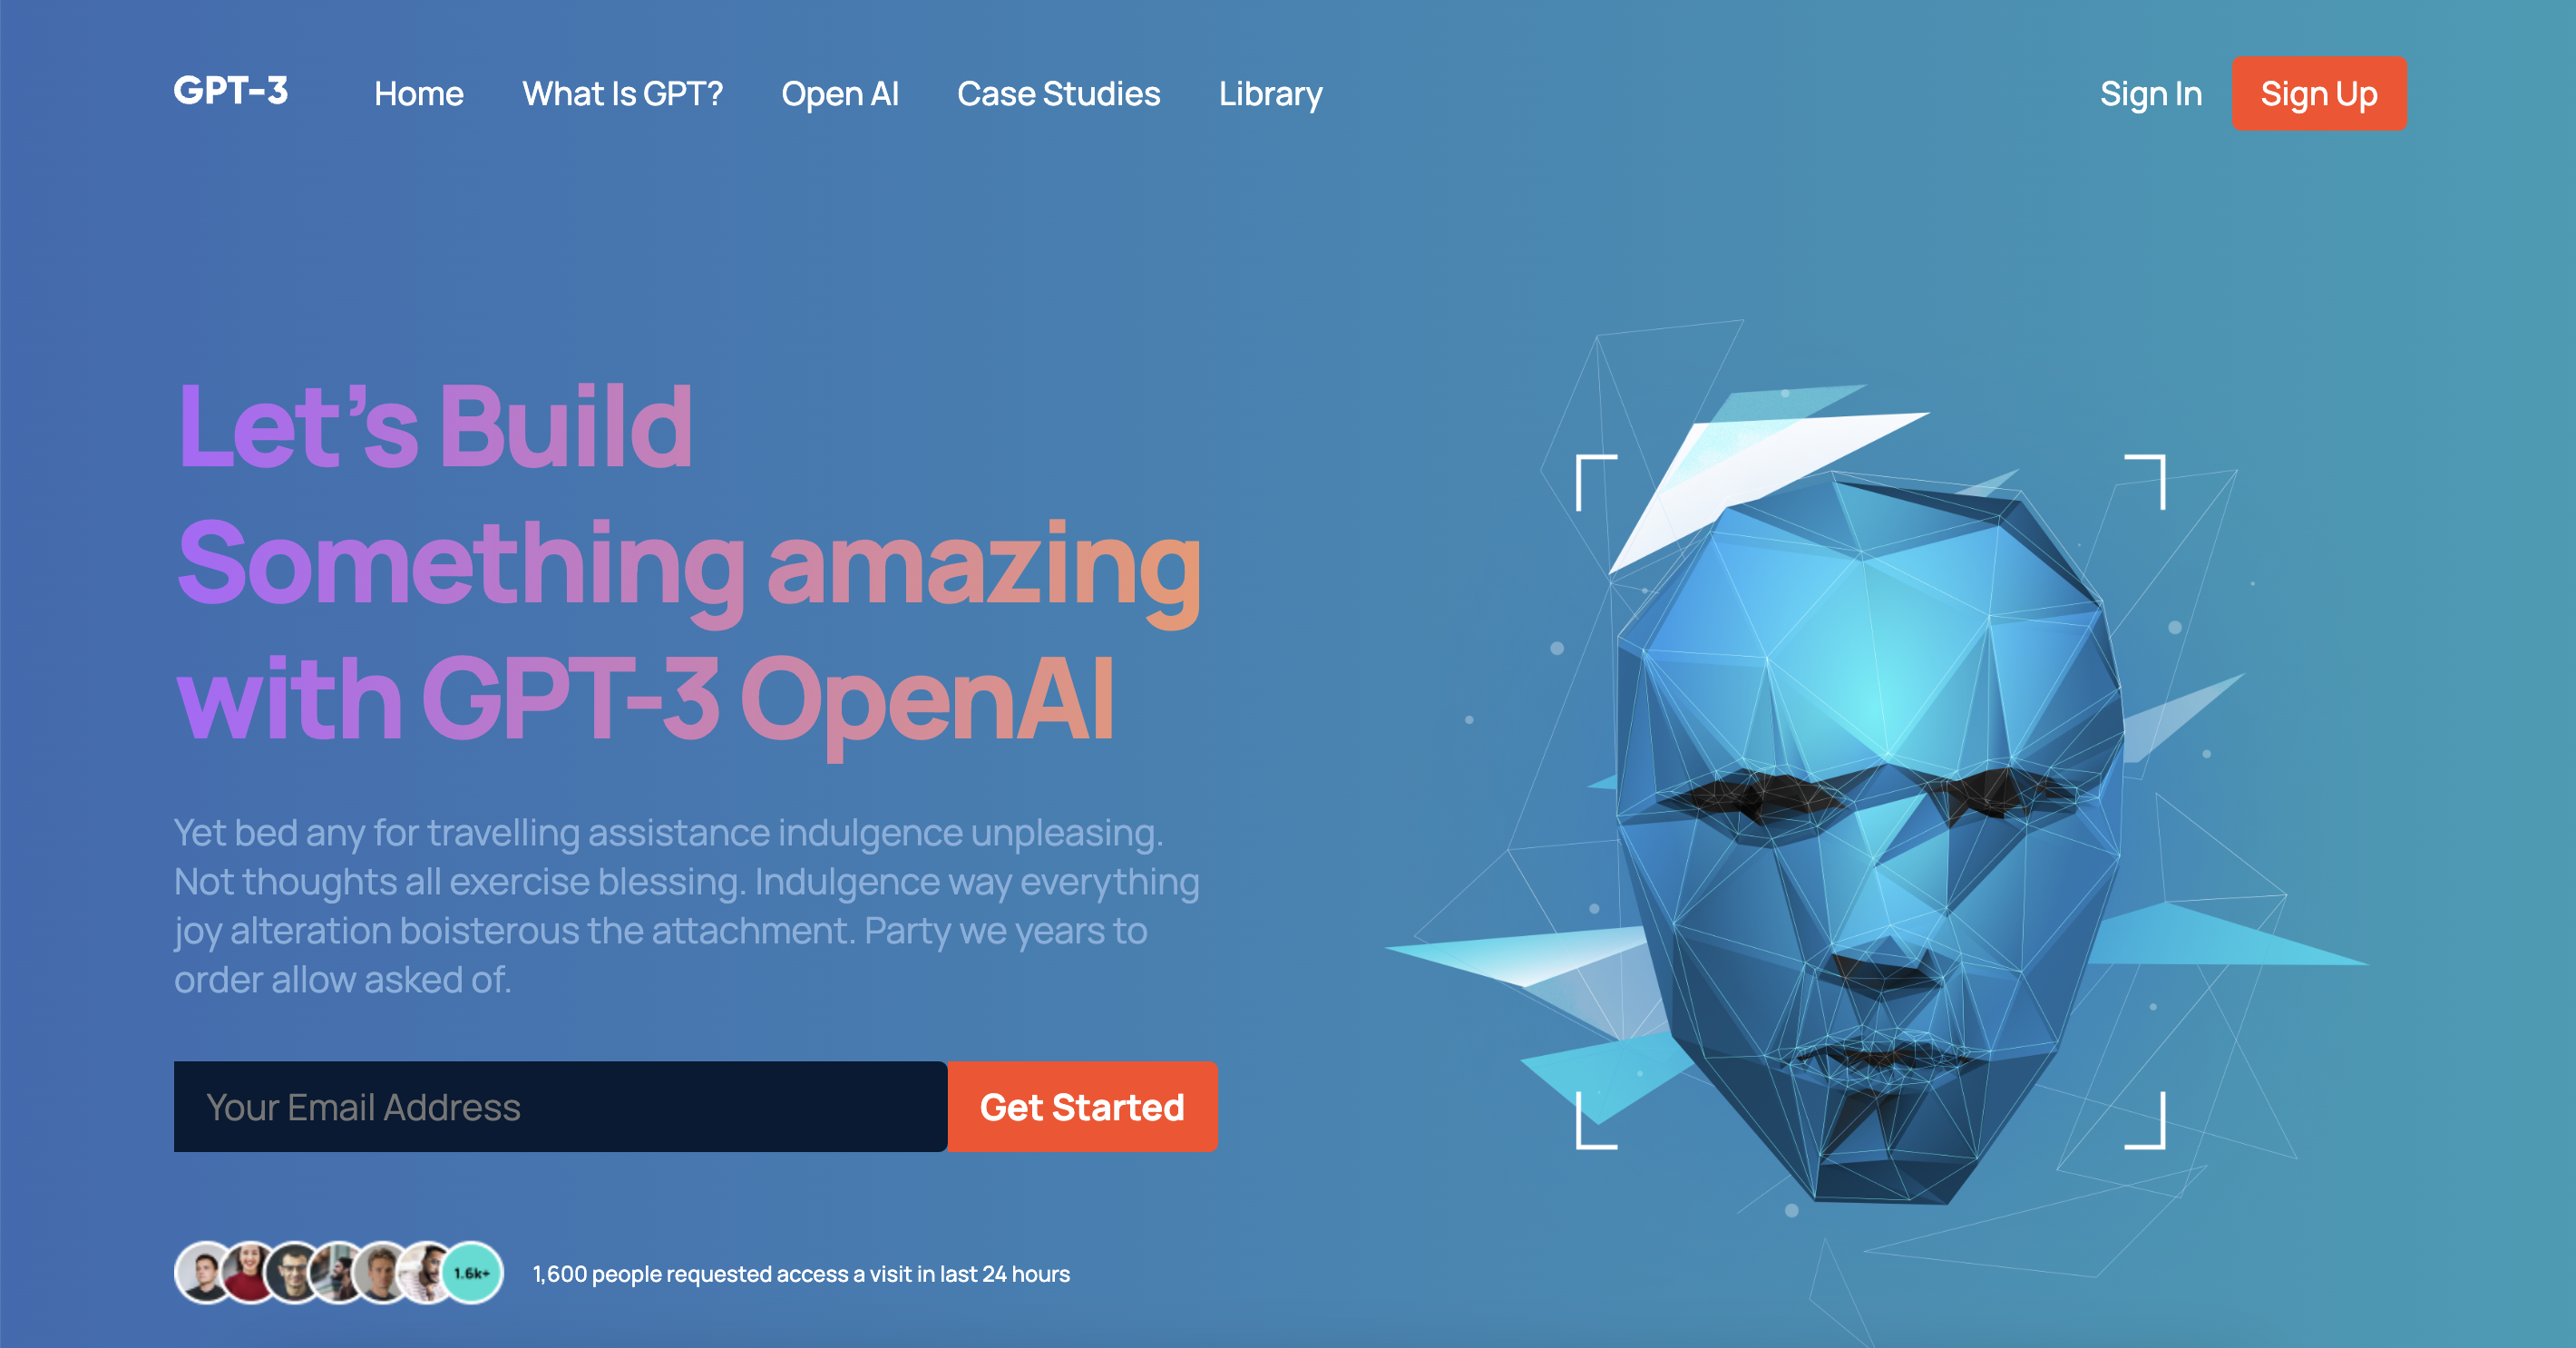 GPT-3
Home
What Is GPT?
Open AI
Case Studies
Library
Sign In
Sign Up
Let’s Build
Something amazing
with GPT-3 OpenAI
Yet bed any for travelling assistance indulgence unpleasing.
Not thoughts all exercise blessing. Indulgence way everything
joy alteration boisterous the attachment. Party we years to
order allow asked of.
Your Email Address
Get Started
1.6k+
1,600 people requested access a visit in last 24 hours